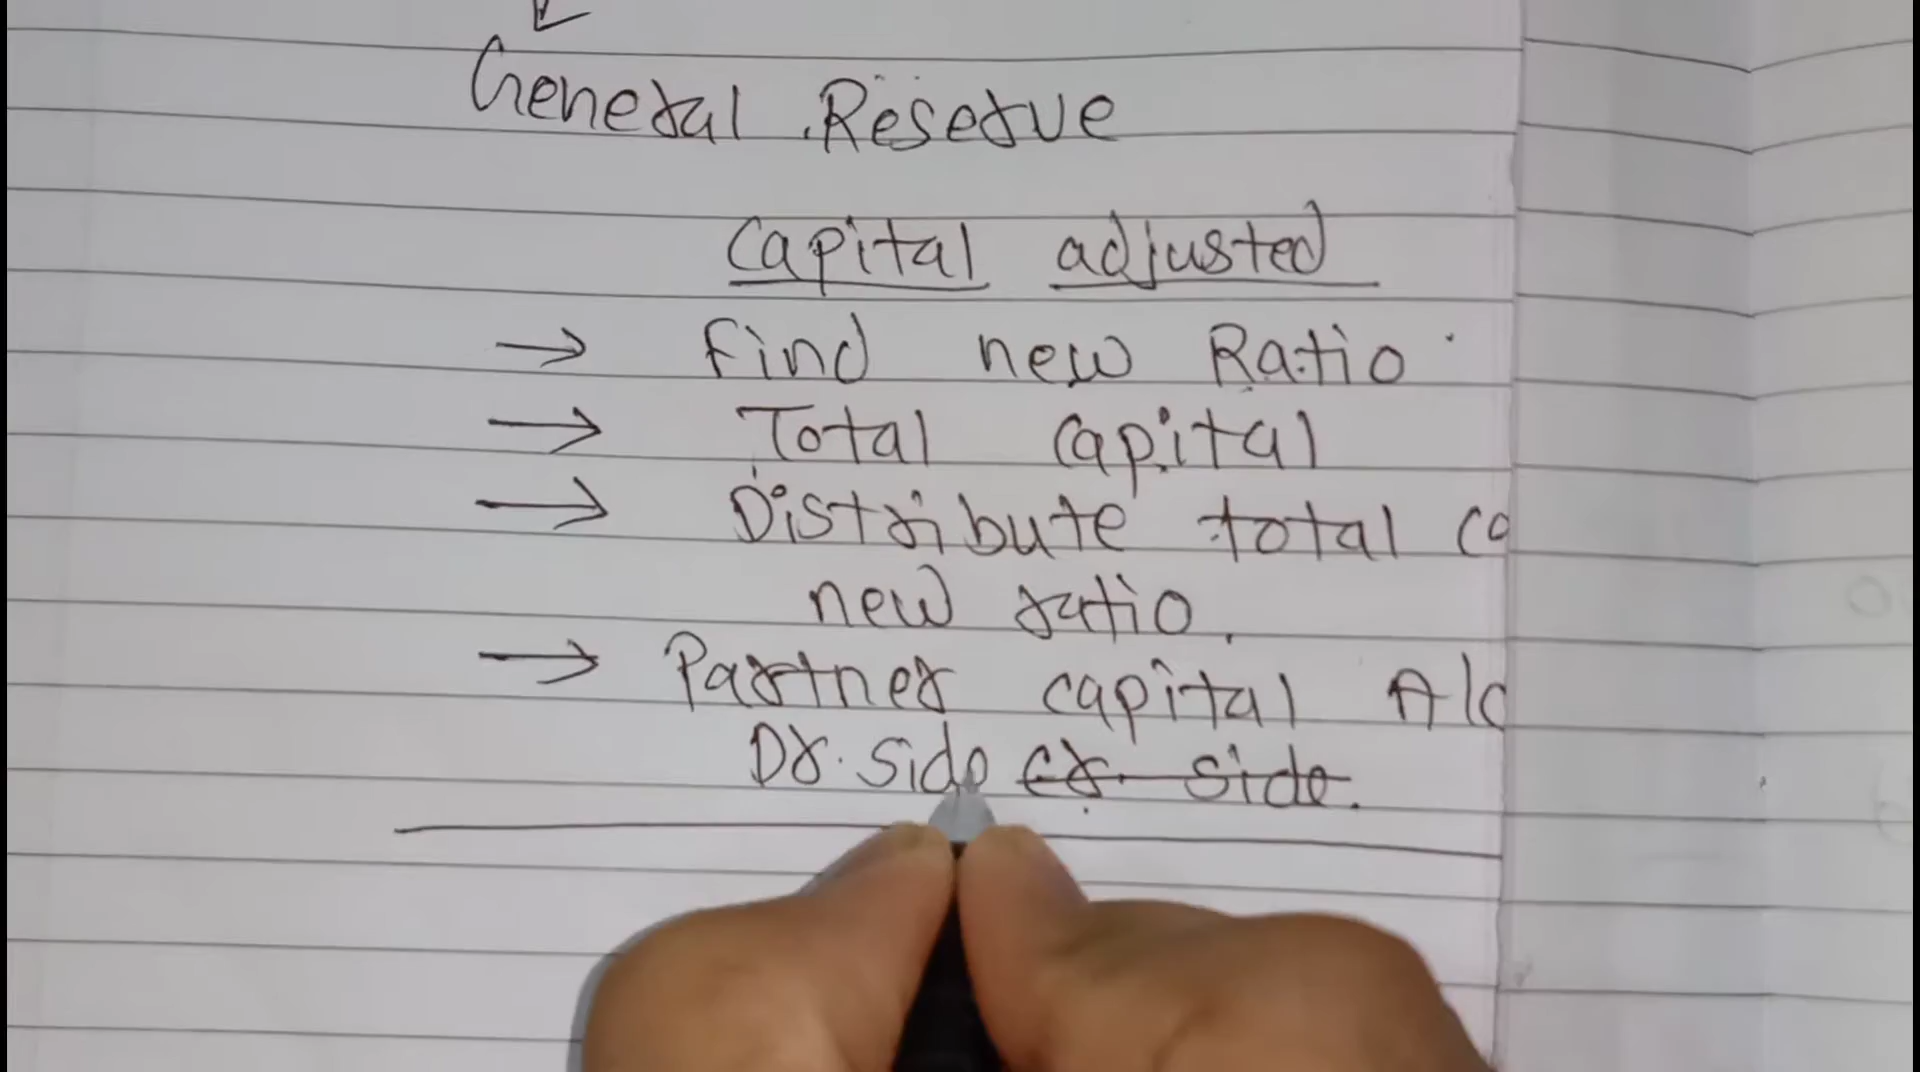 General Reserve
Capital adjusted
→ Find new Ratio
→ Total capital
→ Distribute total ca
new ratio.
→ Partner capital A/c
Dr. side Cr. side.